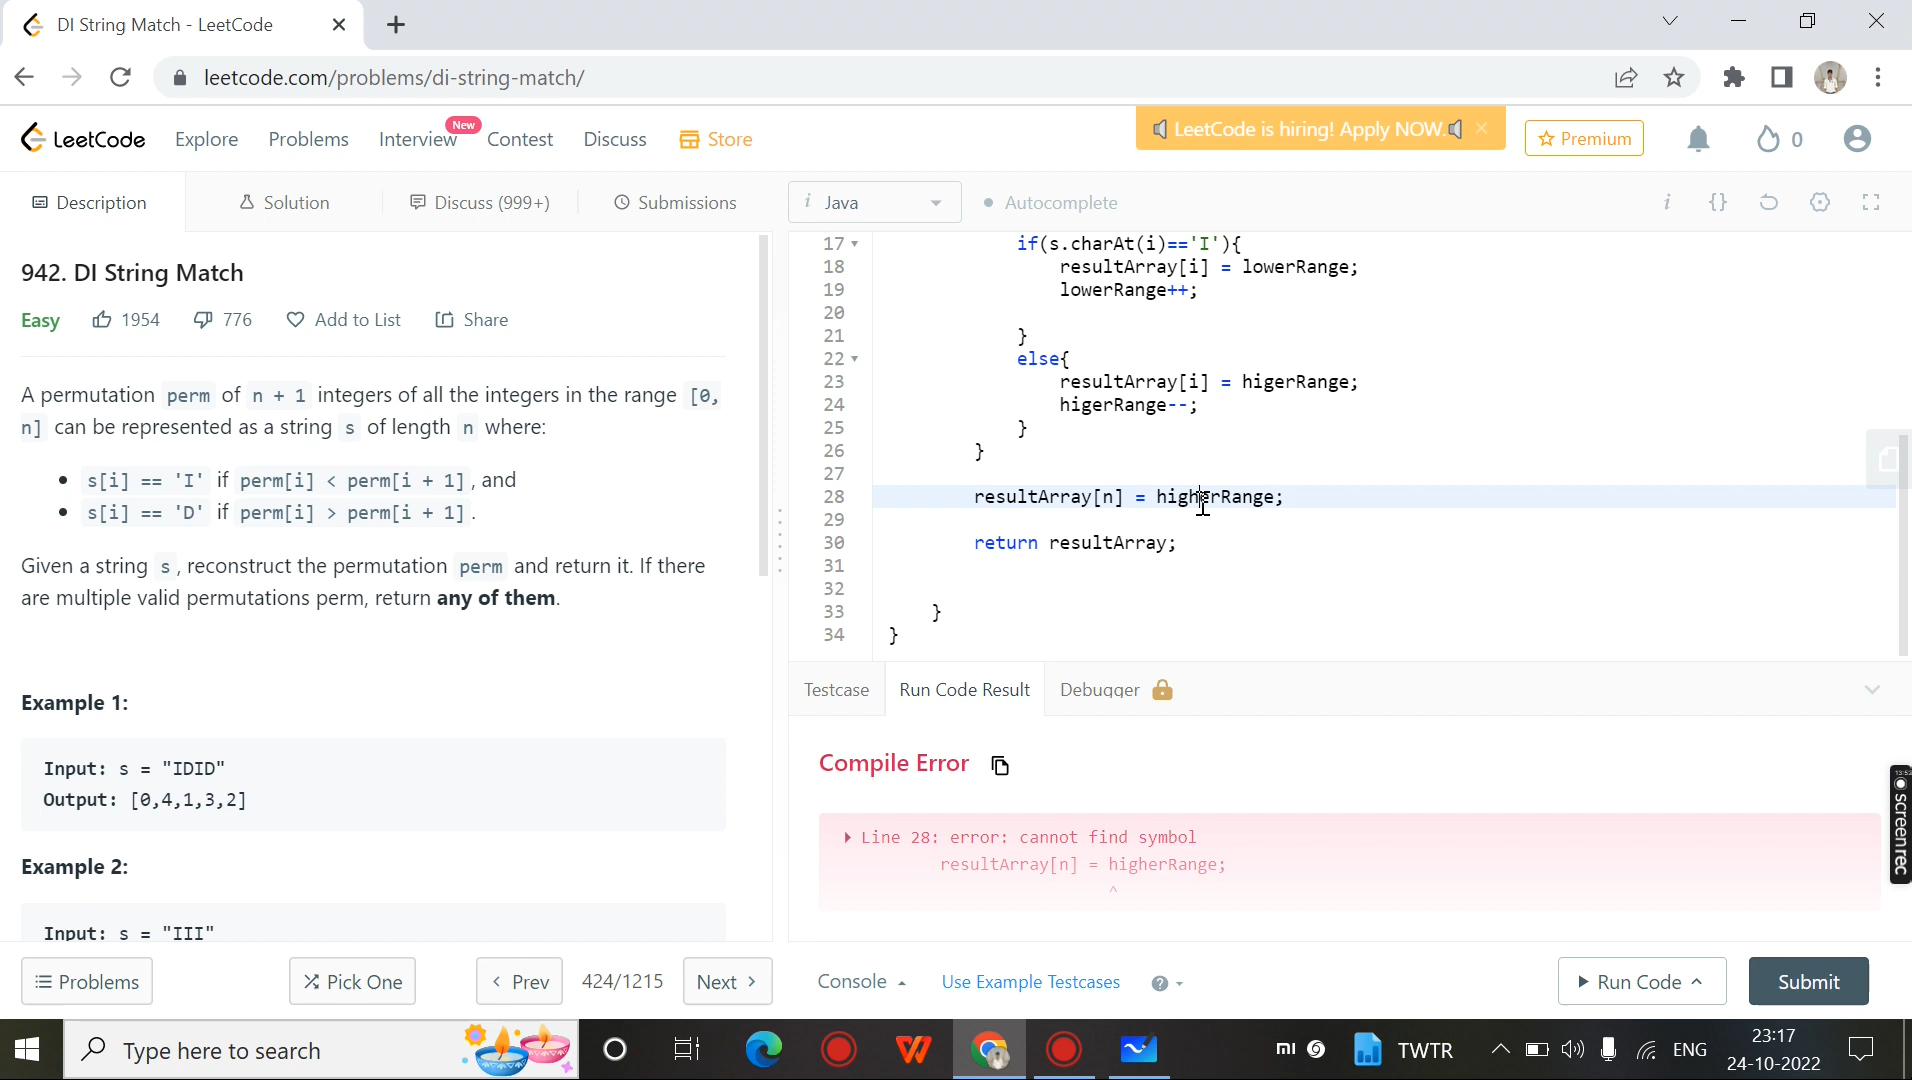 DI String Match - LeetCode
leetcode.com/problems/di-string-match/
LeetCode
Explore
Problems
Interview
New
Contest
Discuss
Store
LeetCode is hiring! Apply NOW.
Premium
0
Description
Solution
Discuss (999+)
Submissions
i Java
Autocomplete
i {}
942. DI String Match
Easy
1954
776
Add to List
Share
A permutation perm of n + 1 integers of all the integers in the range [0,
n] can be represented as a string s of length n where:
• s[i] == 'I' if perm[i] < perm[i + 1], and
• s[i] == 'D' if perm[i] > perm[i + 1].
Given a string s, reconstruct the permutation perm and return it. If there
are multiple valid permutations perm, return any of them.
Example 1:
Input: s = "IDID"
Output: [0,4,1,3,2]
Example 2:
Input: s = "III"
17 if(s.charAt(i)=='I'){
18 resultArray[i] = lowerRange;
19 lowerRange++;
20
21 }
22 else{
23 resultArray[i] = higerRange;
24 higerRange--;
25 }
26 }
27
28 resultArray[n] = higherRange;
29
30 return resultArray;
31
32
33 }
34 }
Testcase
Run Code Result
Debugger
Compile Error
Line 28: error: cannot find symbol
resultArray[n] = higherRange;
^
13:52
screenrec
Problems
Pick One
Prev
424/1215
Next
Console
Use Example Testcases
?
Run Code
Submit
Type here to search
mi
TWTR
ENG
23:17
24-10-2022